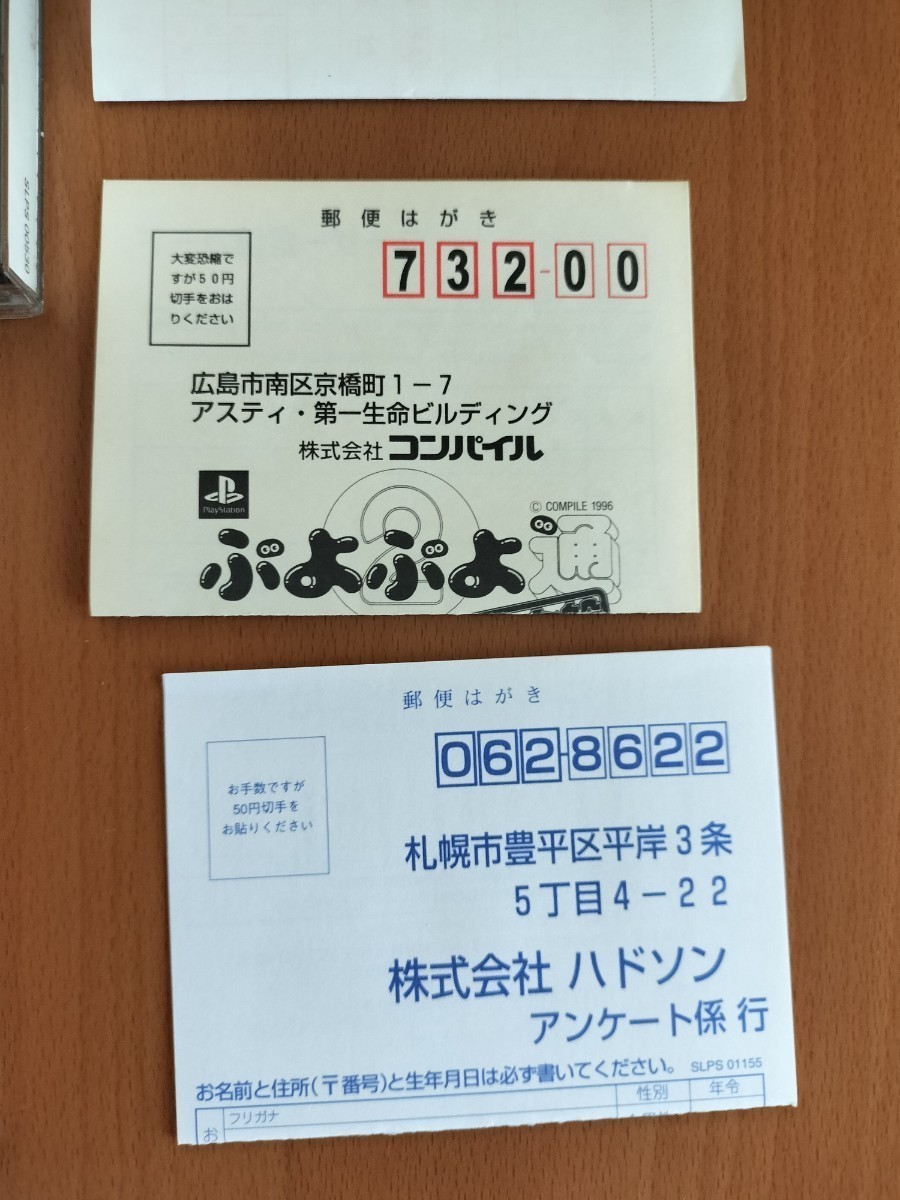 SLPS 00530
郵便はがき
大変恐縮で
すが50円
切手をおは
りください
732-00
広島市南区京橋町1-7
アスティ・第一生命ビルディング
株式会社 コンパイル
PlayStation
© COMPILE 1996
ぷよぷよ通
2
郵便はがき
お手数ですが
50円切手を
お貼りください
062-8622
札幌市豊平区平岸3条
5丁目4-22
株式会社 ハドソン
アンケート係 行
お名前と住所(〒番号)と生年月日は必ず書いてください。 SLPS 01155
フリガナ
性別
年令
お